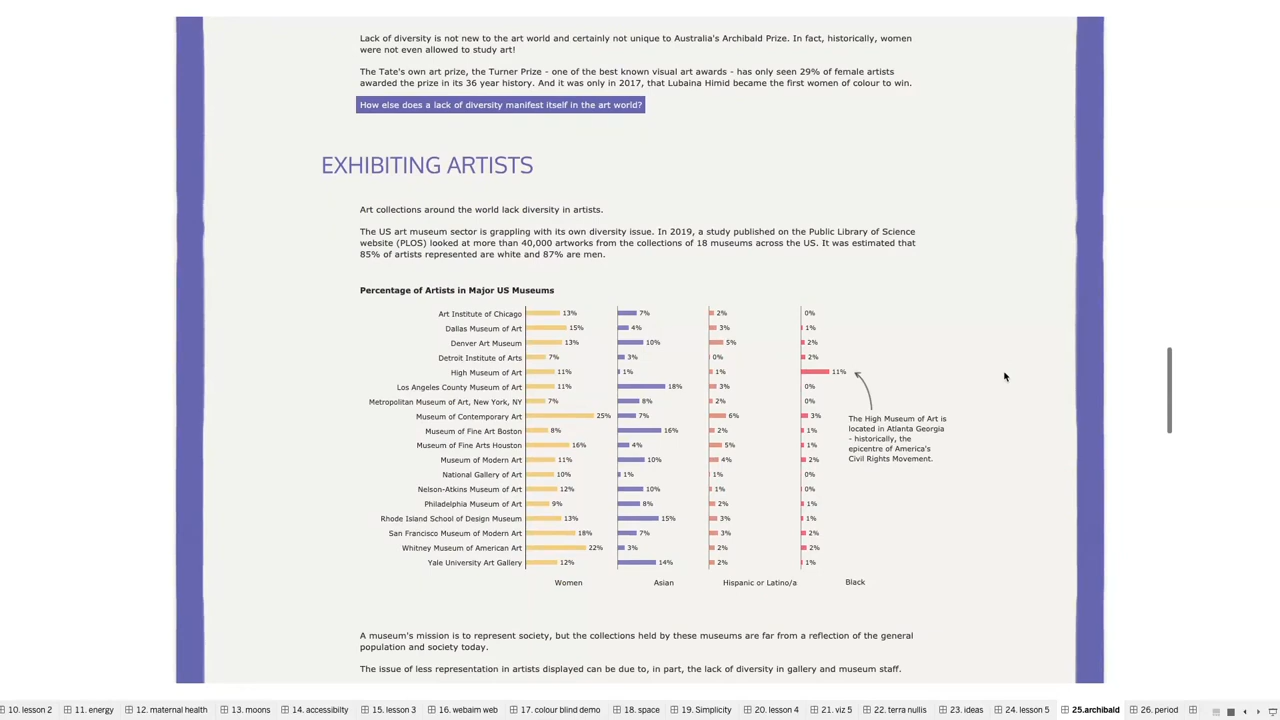 Lack of diversity is not new to the art world and certainly not unique to Australia's Archibald Prize. In fact, historically, women
were not even allowed to study art!
The Tate's own art prize, the Turner Prize - one of the best known visual art awards - has only seen 29% of female artists
awarded the prize in its 36 year history. And it was only in 2017, that Lubaina Himid became the first women of colour to win.
How else does a lack of diversity manifest itself in the art world?
EXHIBITING ARTISTS
Art collections around the world lack diversity in artists.
The US art museum sector is grappling with its own diversity issue. In 2019, a study published on the Public Library of Science
website (PLOS) looked at more than 40,000 artworks from the collections of 18 museums across the US. It was estimated that
85% of artists represented are white and 87% are men.
Percentage of Artists in Major US Museums
Art Institute of Chicago 13% 7% 2% 0%
Dallas Museum of Art 15% 4% 3% 1%
Denver Art Museum 13% 10% 5% 2%
Detroit Institute of Arts 7% 3% 0% 2%
High Museum of Art 11% 1% 1% 11%
Los Angeles County Museum of Art 11% 18% 3% 0%
Metropolitan Museum of Art, New York, NY 7% 8% 2% 0%
Museum of Contemporary Art 25% 7% 6% 3%
Museum of Fine Art Boston 8% 16% 2% 1%
Museum of Fine Arts Houston 16% 4% 5% 1%
Museum of Modern Art 11% 10% 4% 2%
National Gallery of Art 10% 1% 1% 0%
Nelson-Atkins Museum of Art 12% 10% 1% 0%
Philadelphia Museum of Art 9% 8% 2% 1%
Rhode Island School of Design Museum 13% 15% 3% 1%
San Francisco Museum of Modern Art 18% 7% 3% 2%
Whitney Museum of American Art 22% 3% 2% 2%
Yale University Art Gallery 12% 14% 2% 1%
Women Asian Hispanic or Latino/a Black
The High Museum of Art is
located in Atlanta Georgia
- historically, the
epicentre of America's
Civil Rights Movement.
A museum's mission is to represent society, but the collections held by these museums are far from a reflection of the general
population and society today.
The issue of less representation in artists displayed can be due to, in part, the lack of diversity in gallery and museum staff.
10. lesson 2 11. energy 12. maternal health 13. moons 14. accessibilty 15. lesson 3 16. webaim web 17. colour blind demo 18. space 19. Simplicity 20. lesson 4 21. viz 5 22. terra nullis 23. ideas 24. lesson 5 25.archibald 26. period